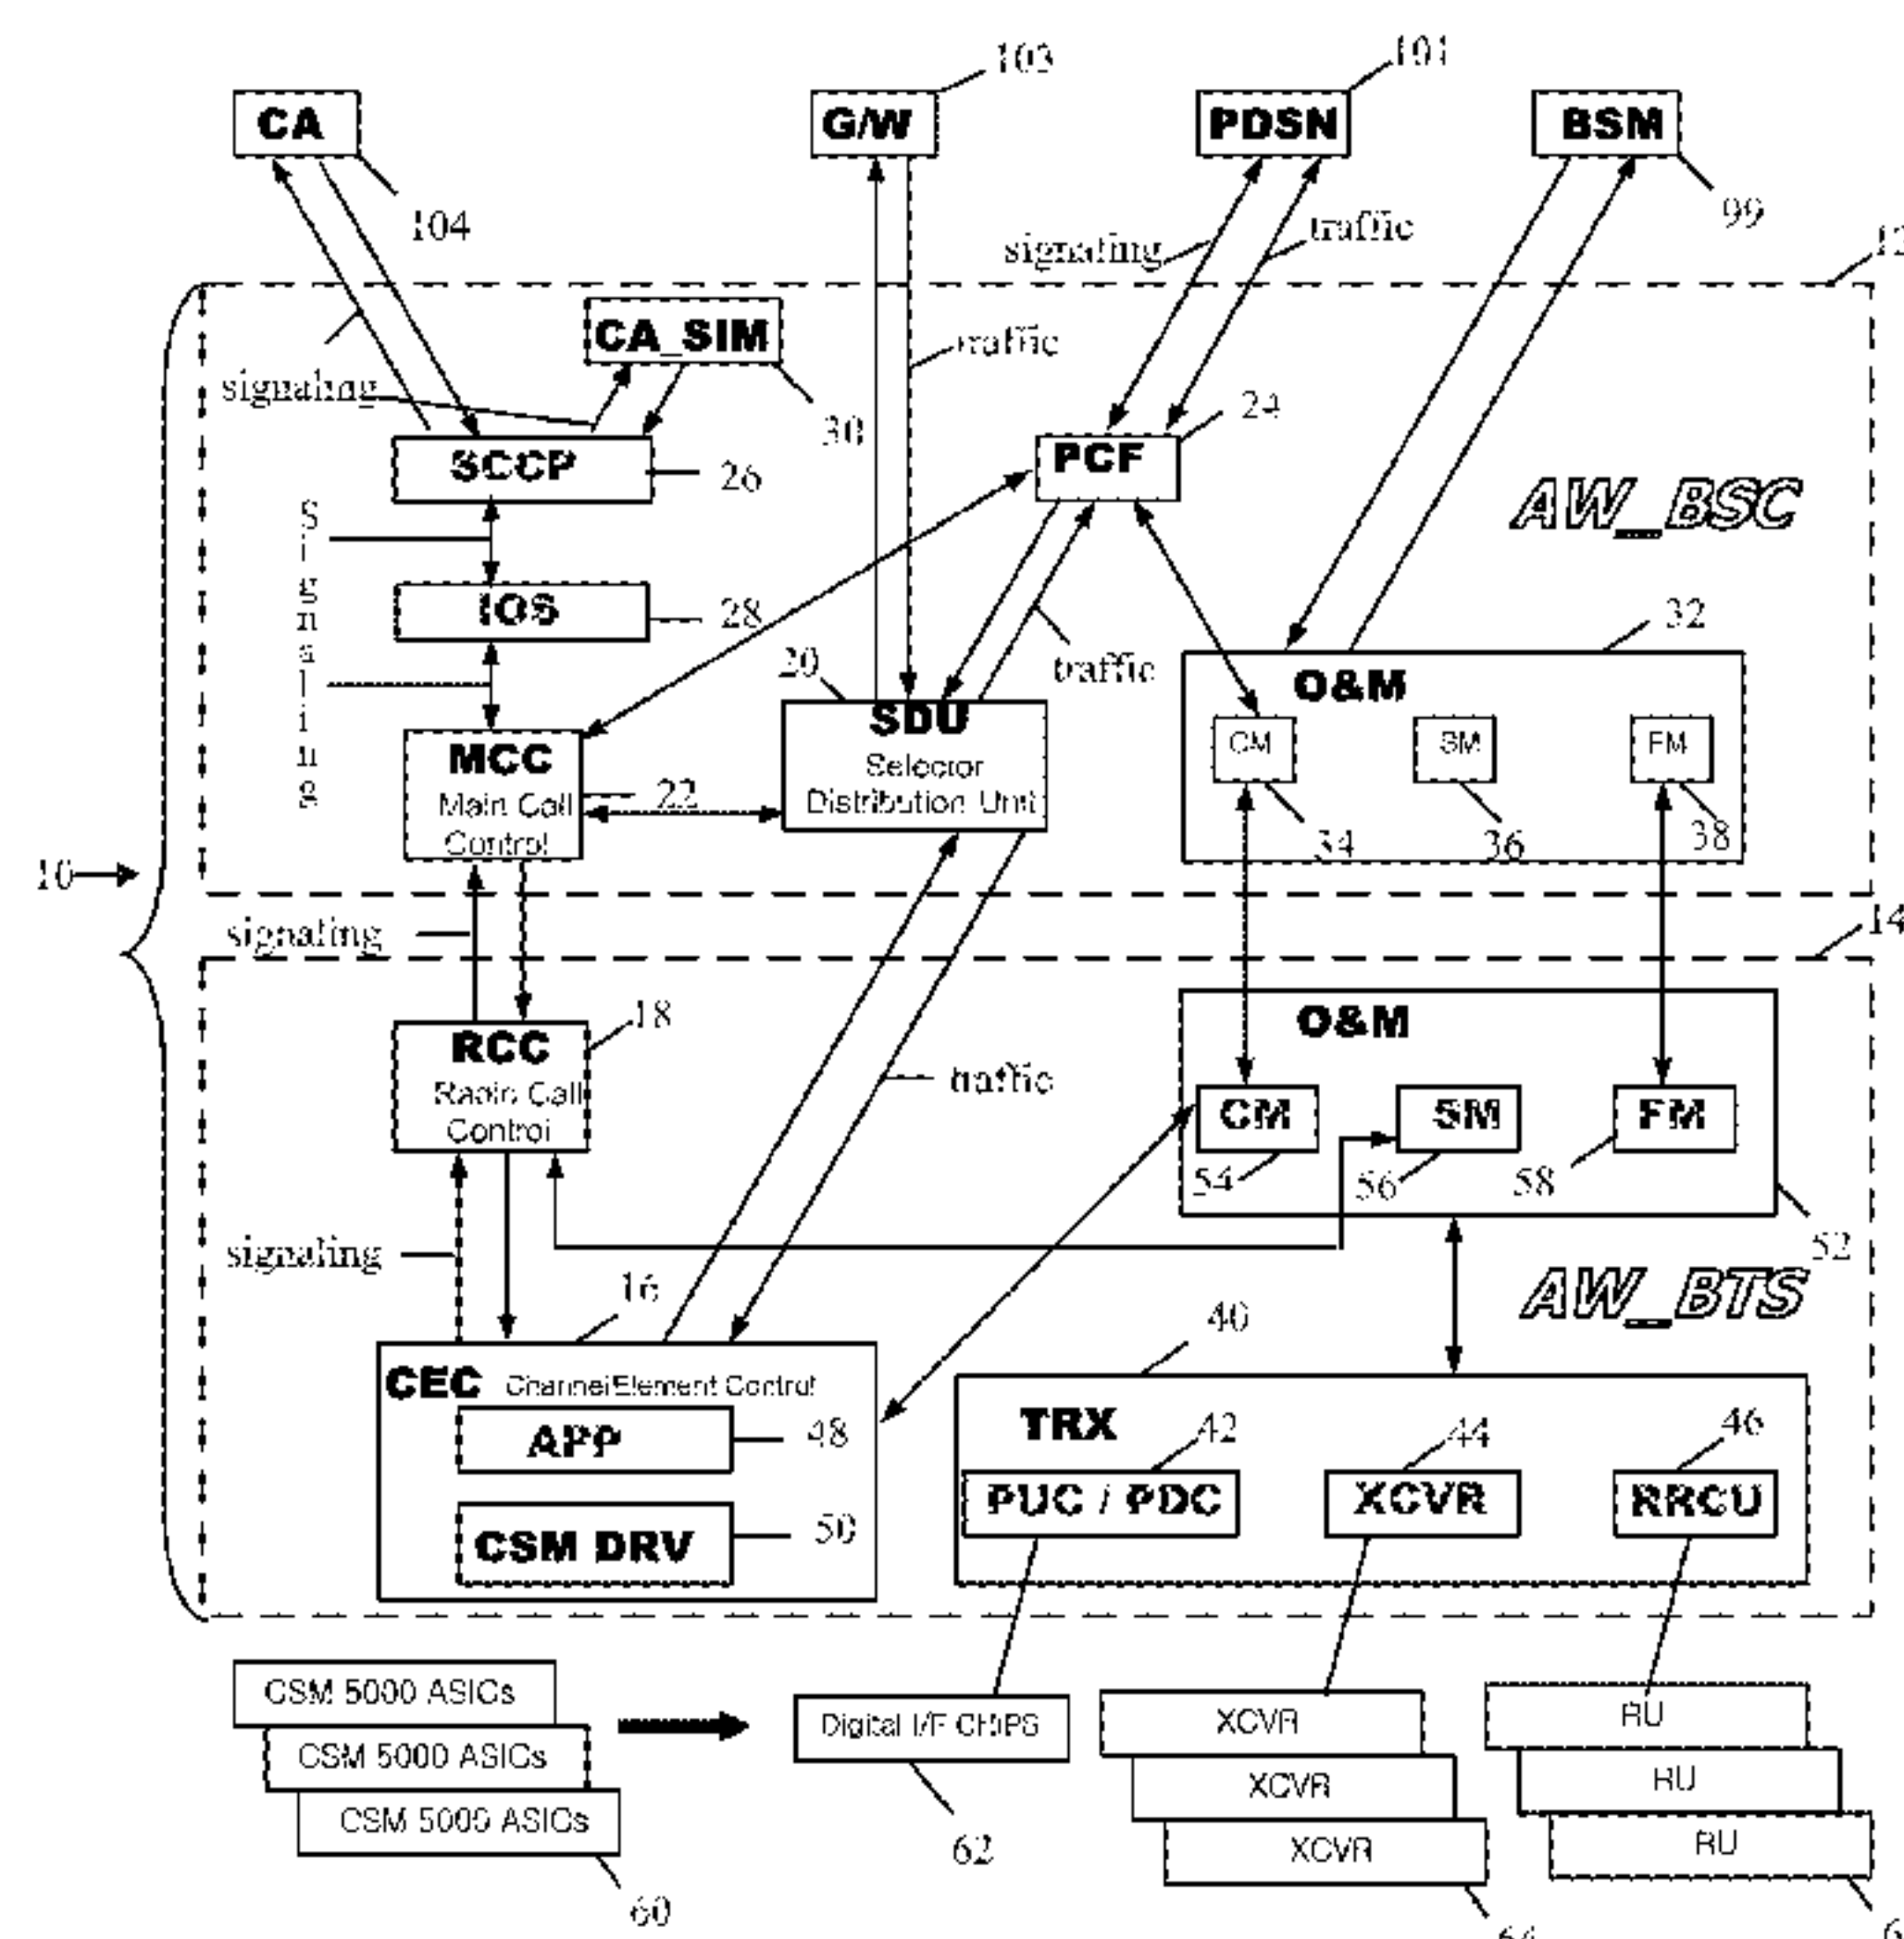 103
101
CA
G/W
PDSN
BSM
104
99
signaling
traffic
CA_SIM
traffic
signaling
30
24
SCCP
26
PCF
AW_BSC
Signaling
IOS
28
32
20
traffic
O&M
SDU
Selector
Distribution Unit
CM
SM
FM
MCC
Main Call
Control
22
34
36
38
10
signaling
14
18
O&M
RCC
Radio Call
Control
traffic
CM
SM
FM
54
56
58
signaling
52
16
AW_BTS
40
CEC
Channel Element Control
TRX
42
44
46
APP
48
PUC / PDC
XCVR
RRCU
CSM DRV
50
CSM 5000 ASICs
CSM 5000 ASICs
CSM 5000 ASICs
Digital I/F CHIPS
XCVR
XCVR
XCVR
RU
RU
RU
62
60